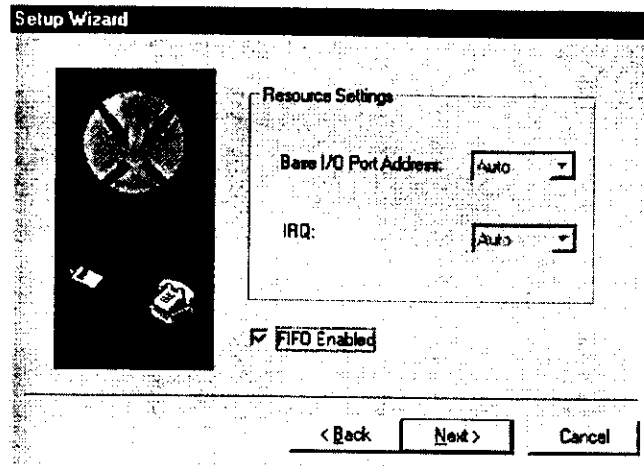 Setup Wizard
Resource Settings
Base I/O Port Address: Auto
IRQ: Auto
FIFO Enabled
< Back Next > Cancel